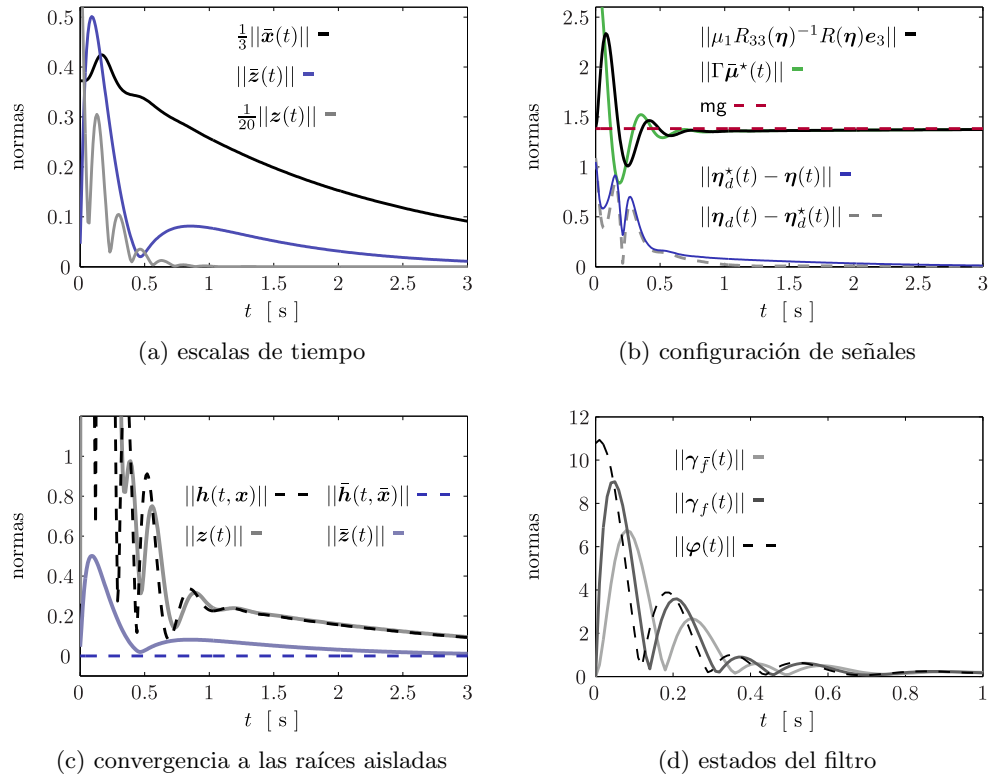 0.5
0.4
0.3
0.2
0.1
0
normas
1/3||x̄(t)||
||z̄(t)||
1/20||z(t)||
0 0.5 1 1.5 2 2.5 3
t [ s ]
(a) escalas de tiempo
2.5
2
1.5
1
0.5
0
normas
||μ₁R₃₃(η)⁻¹R(η)e₃||
||Γμ̄⋆(t)||
mg
||η⋆d(t) − η(t)||
||ηd(t) − η⋆d(t)||
0 0.5 1 1.5 2 2.5 3
t [ s ]
(b) configuración de señales
1
0.8
0.6
0.4
0.2
0
normas
||h(t, x)|| ||h̄(t, x̄)||
||z(t)|| ||z̄(t)||
0 0.5 1 1.5 2 2.5 3
t [ s ]
(c) convergencia a las raíces aisladas
12
10
8
6
4
2
0
normas
||γf̄(t)||
||γf(t)||
||φ(t)||
0 0.2 0.4 0.6 0.8 1
t [ s ]
(d) estados del filtro